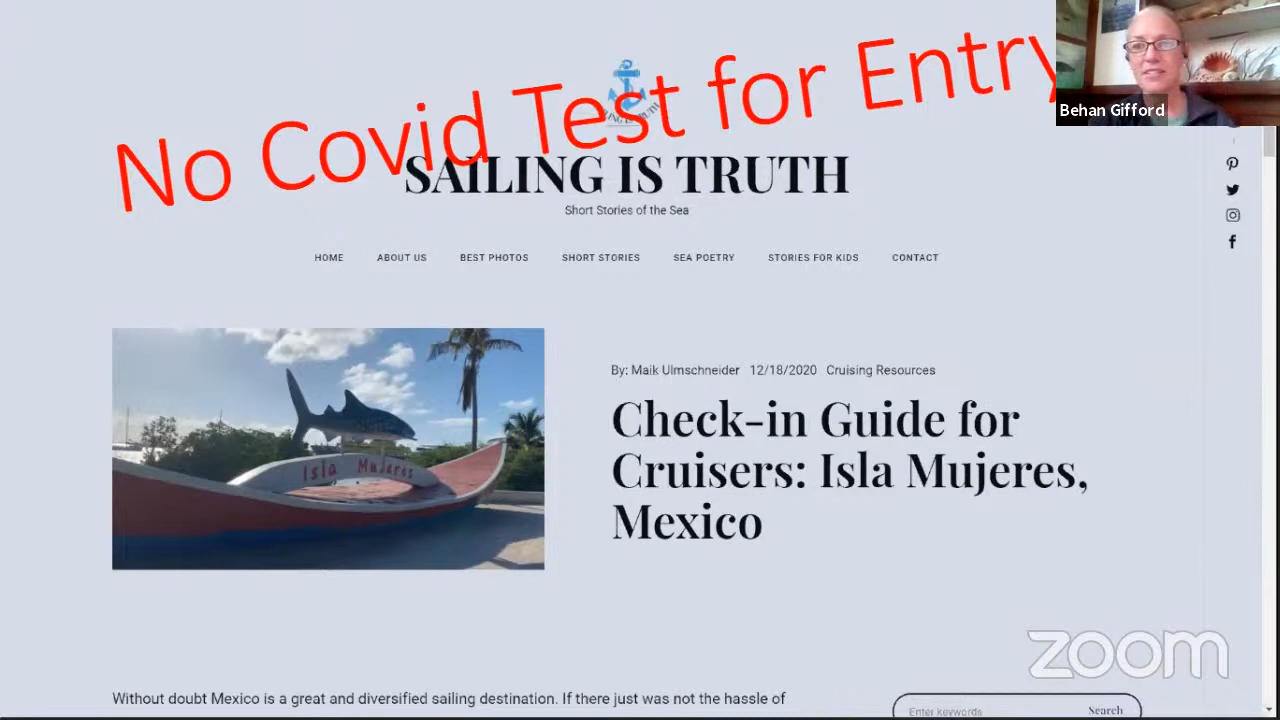 No Covid Test for Entry
Behan Gifford
SAILING IS TRUTH
Short Stories of the Sea
HOME ABOUT US BEST PHOTOS SHORT STORIES SEA POETRY STORIES FOR KIDS CONTACT
Isla Mujeres
By: Maik Ulmschneider 12/18/2020 Cruising Resources
Check-in Guide for
Cruisers: Isla Mujeres,
Mexico
zoom
Without doubt Mexico is a great and diversified sailing destination. If there just was not the hassle of
Enter keywords Search